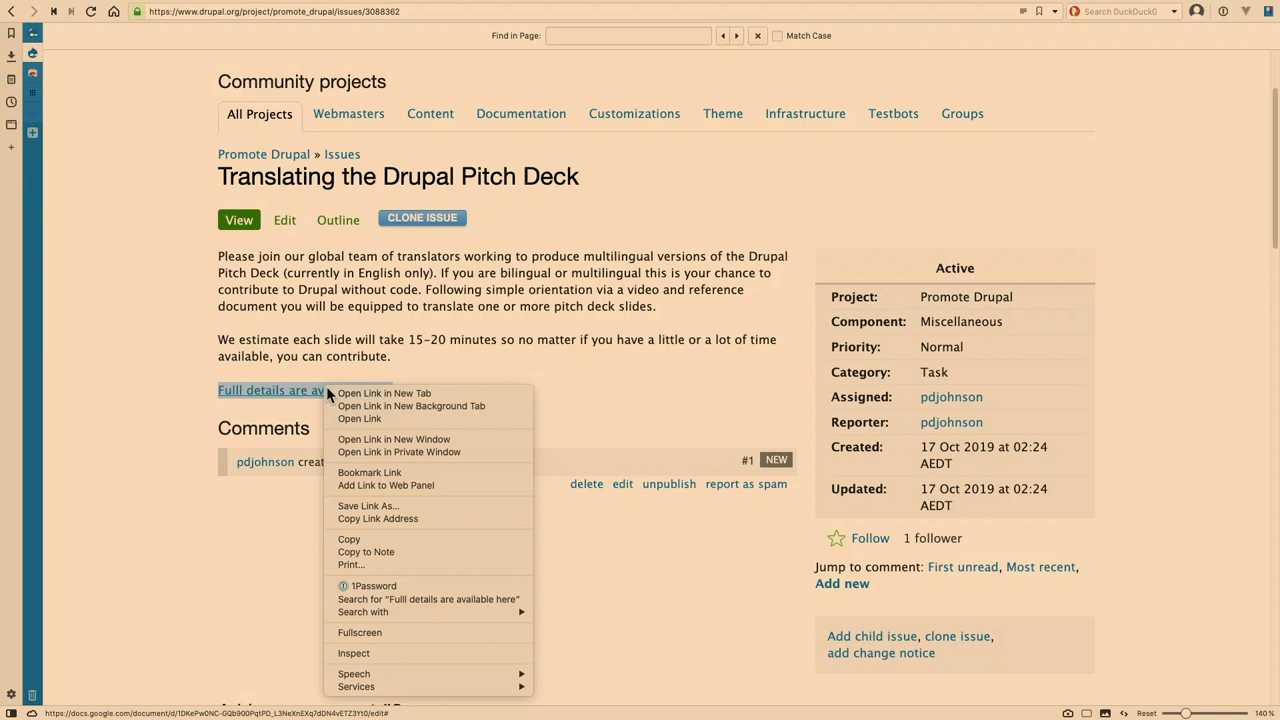 https://www.drupal.org/project/promote_drupal/issues/3088362
Search DuckDuckG
Find in Page:
Match Case
Community projects
All Projects
Webmasters
Content
Documentation
Customizations
Theme
Infrastructure
Testbots
Groups
Promote Drupal » Issues
Translating the Drupal Pitch Deck
View
Edit
Outline
CLONE ISSUE
Please join our global team of translators working to produce multilingual versions of the Drupal
Pitch Deck (currently in English only). If you are bilingual or multilingual this is your chance to
contribute to Drupal without code. Following simple orientation via a video and reference
document you will be equipped to translate one or more pitch deck slides.
We estimate each slide will take 15-20 minutes so no matter if you have a little or a lot of time
available, you can contribute.
Fulll details are av
Comments
pdjohnson creat
#1 NEW
delete edit unpublish report as spam
Open Link in New Tab
Open Link in New Background Tab
Open Link
Open Link in New Window
Open Link in Private Window
Bookmark Link
Add Link to Web Panel
Save Link As...
Copy Link Address
Copy
Copy to Note
Print...
1Password
Search for “Fulll details are available here”
Search with
Fullscreen
Inspect
Speech
Services
Active
Project: Promote Drupal
Component: Miscellaneous
Priority: Normal
Category: Task
Assigned: pdjohnson
Reporter: pdjohnson
Created: 17 Oct 2019 at 02:24
AEDT
Updated: 17 Oct 2019 at 02:24
AEDT
Follow 1 follower
Jump to comment: First unread, Most recent,
Add new
Add child issue, clone issue,
add change notice
Reset
140 %